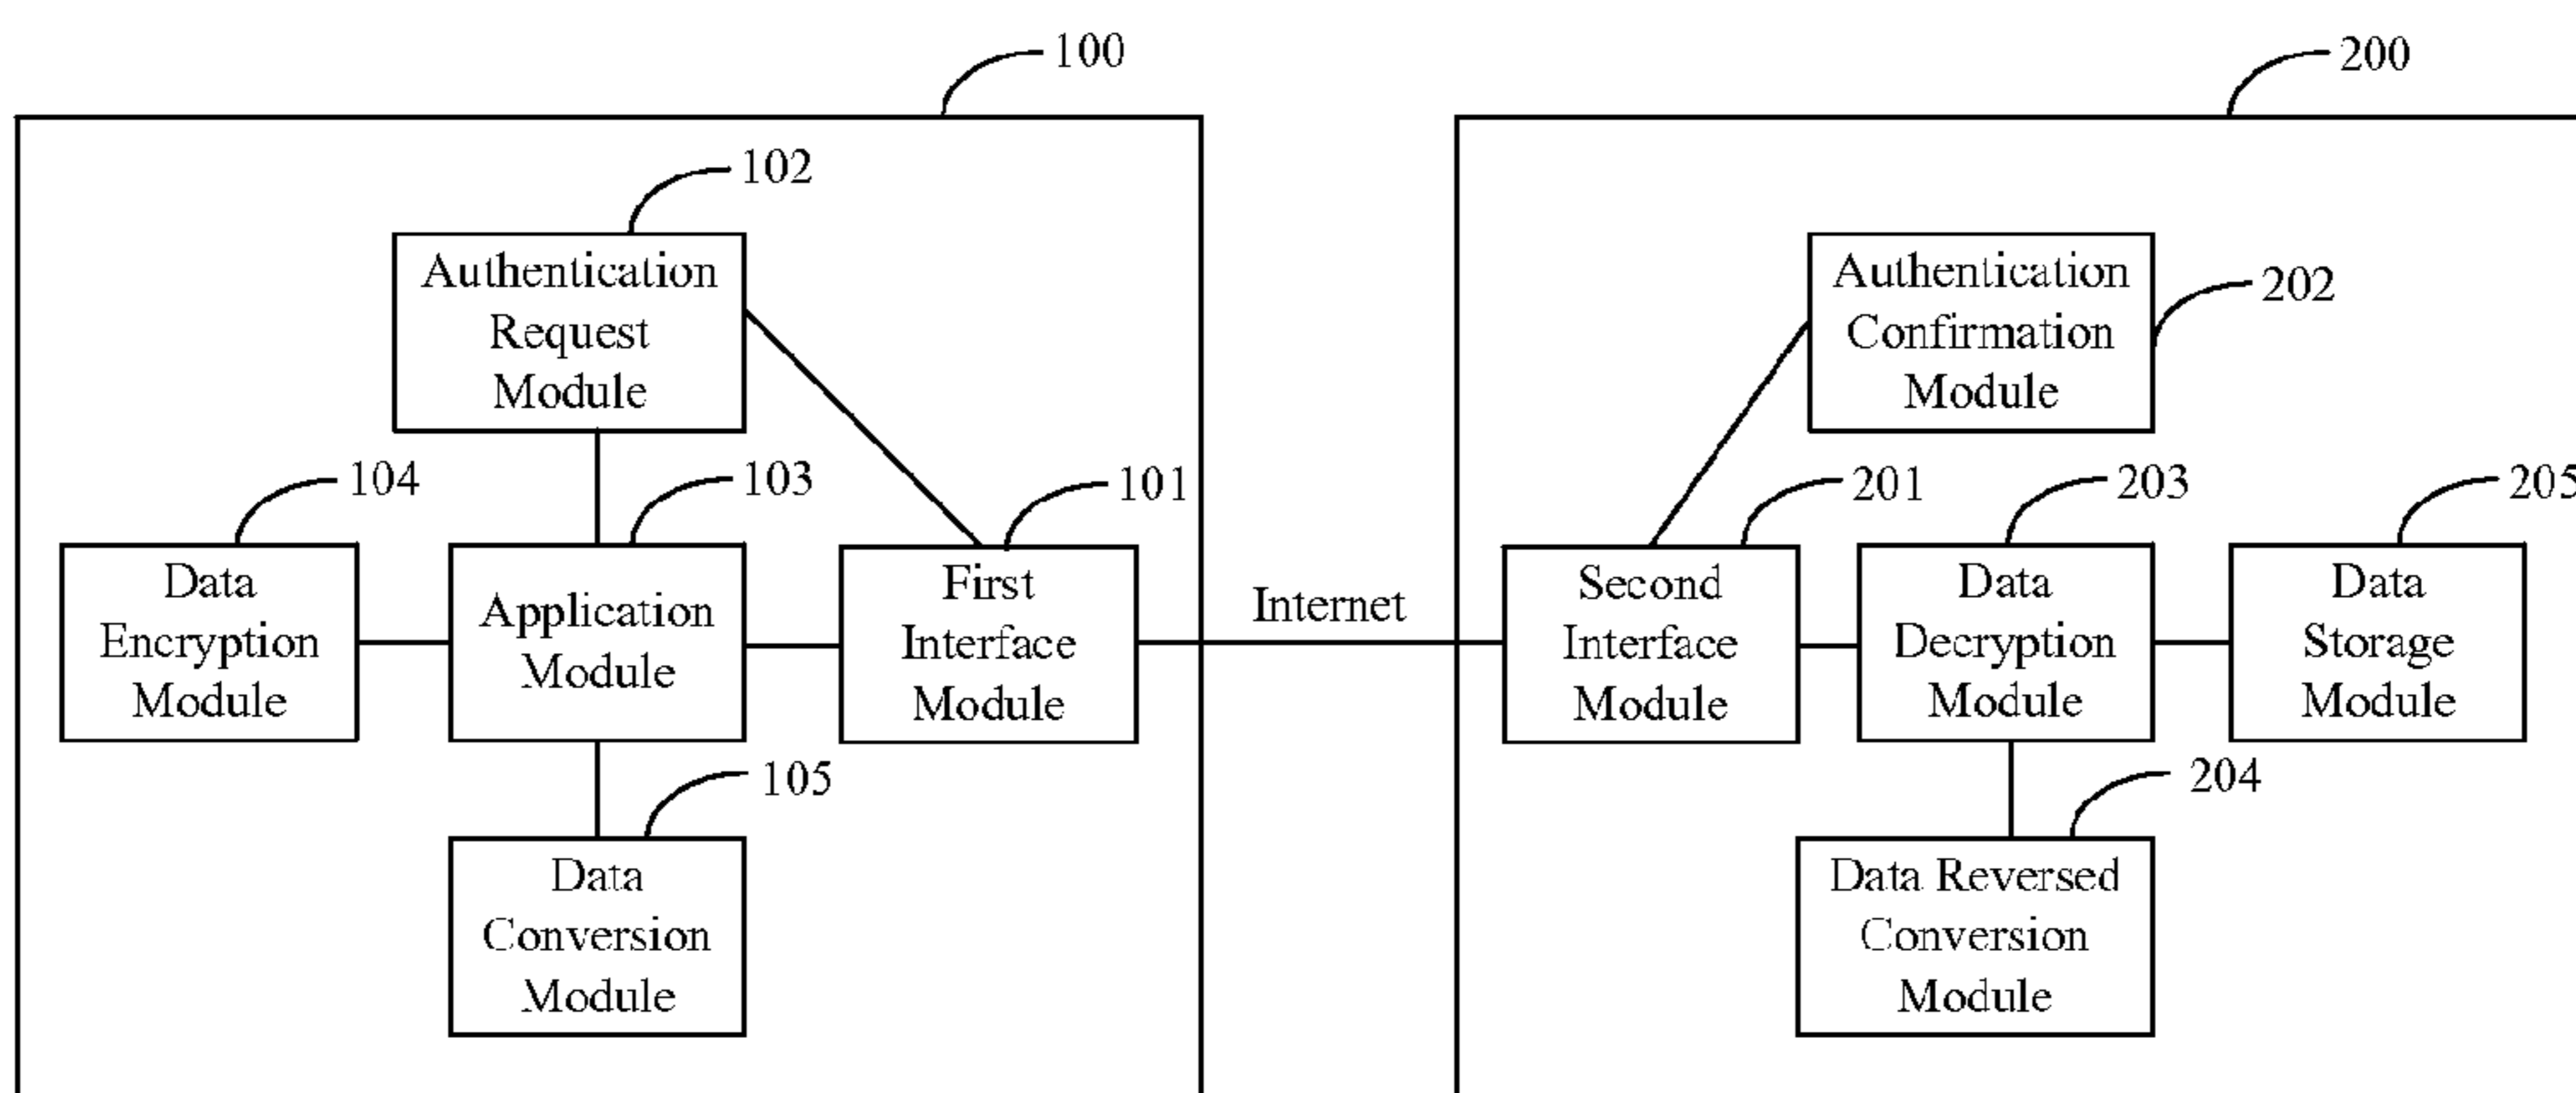 100
200
102
Authentication
Request
Module
Authentication
Confirmation
Module
202
104
103
101
201
203
205
Data
Encryption
Module
Application
Module
First
Interface
Module
Internet
Second
Interface
Module
Data
Decryption
Module
Data
Storage
Module
105
204
Data
Conversion
Module
Data Reversed
Conversion
Module